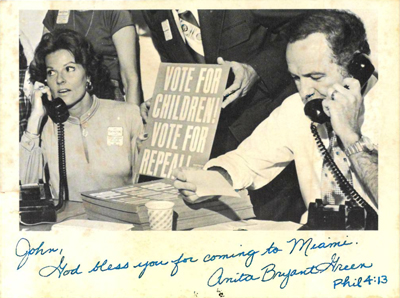 VOTE FOR
CHILDREN!
VOTE FOR
REPEAL!
John,
God bless you for coming to Miami.
Anita Bryant Green
Phil 4:13